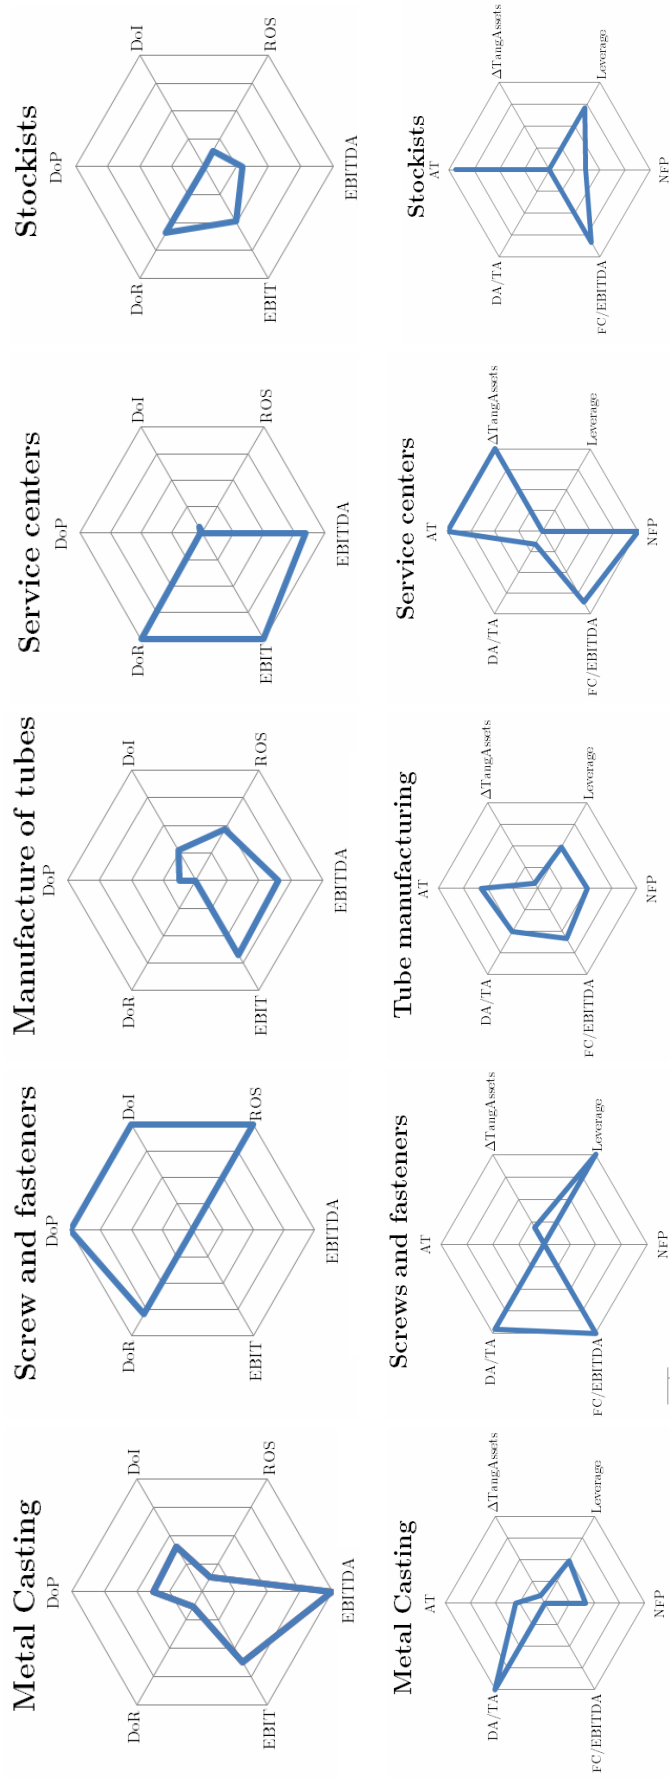 Stockists
DoP
DoI
ROS
EBITDA
EBIT
DoR
Stockists
AT
ΔTangAssets
Leverage
NFP
FC/EBITDA
DA/TA
Service centers
DoP
DoI
ROS
EBITDA
EBIT
DoR
Service centers
AT
ΔTangAssets
Leverage
NFP
FC/EBITDA
DA/TA
Manufacture of tubes
DoP
DoI
ROS
EBITDA
EBIT
DoR
Tube manufacturing
AT
ΔTangAssets
Leverage
NFP
FC/EBITDA
DA/TA
Screw and fasteners
DoP
DoI
ROS
EBITDA
EBIT
DoR
Screws and fasteners
AT
ΔTangAssets
Leverage
NFP
FC/EBITDA
DA/TA
Metal Casting
DoP
DoI
ROS
EBITDA
EBIT
DoR
Metal Casting
AT
ΔTangAssets
Leverage
NFP
FC/EBITDA
DA/TA